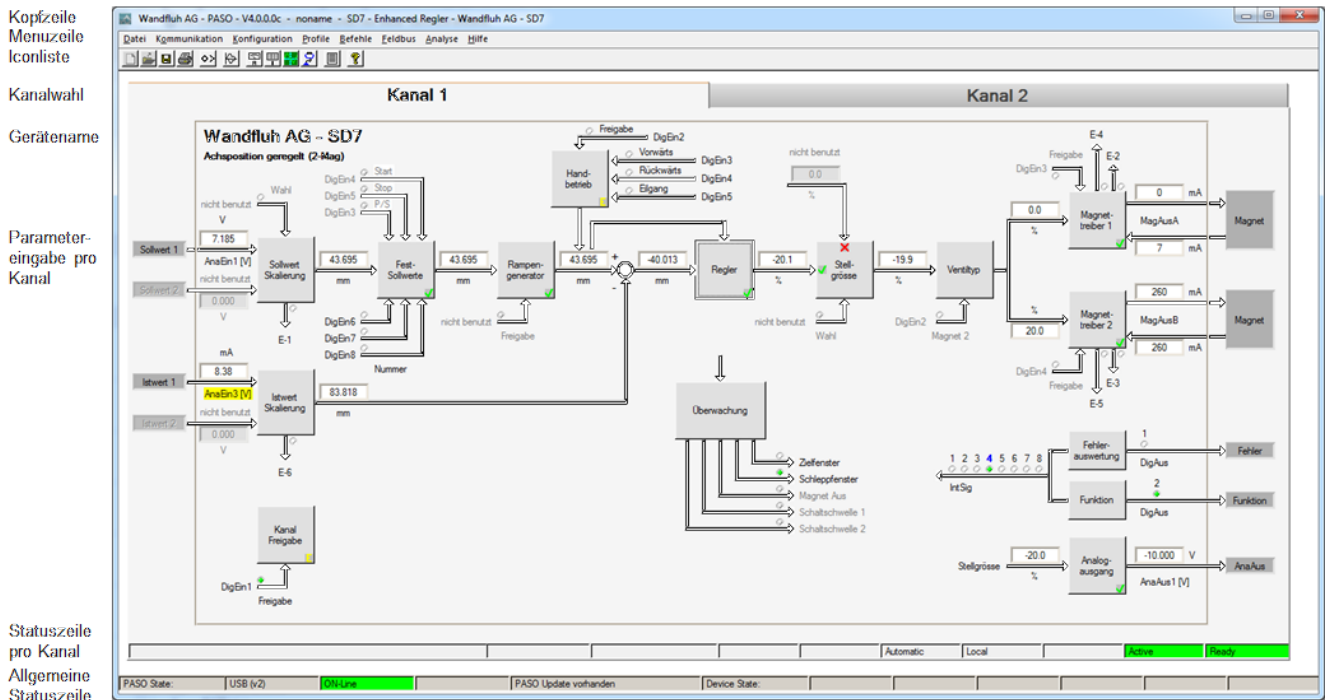 Kopfzeile
Menuzeile
Iconliste
Kanalwahl
Gerätename
Parameter-
eingabe pro
Kanal
Statuszeile
pro Kanal
Allgemeine
Statuszeile
Wandfluh AG - PASO - V4.0.0.0c - noname - SD7 - Enhanced Regler - Wandfluh AG - SD7
Datei Kommunikation Konfiguration Profile Befehle Feldbus Analyse Hilfe
Kanal 1
Kanal 2
Wandfluh AG - SD7
Achsposition geregelt (2-Mag)
Sollwert 1
Sollwert 2
nicht benutzt
Wahl
V
7.185
AnaEin1 [V]
nicht benutzt
0.000
V
Sollwert
Skalierung
E-1
43.695
mm
DigEin4 Start
DigEin5 Stop
DigEin3 P/S
Fest-
Sollwerte
DigEin6
DigEin7
DigEin8
Nummer
43.695
mm
Rampen-
generator
nicht benutzt
Freigabe
Freigabe
DigEin2
Hand-
betrieb
Vorwärts DigEin3
Rückwärts DigEin4
Eilgang DigEin5
43.695
mm
+
-
-40.013
mm
Regler
-20.1
%
nicht benutzt
0.0
%
Stell-
grösse
nicht benutzt
Wahl
-19.9
%
Ventiltyp
DigEin2
Magnet 2
E-4
Freigabe
E-2
DigEin3
0.0
%
Magnet-
treiber 1
0 mA
MagAusA
7 mA
Magnet
%
20.0
Magnet-
treiber 2
260 mA
MagAusB
260 mA
Magnet
DigEin4
Freigabe
E-3
E-5
Istwert 1
Istwert 2
mA
8.38
AnaEin3 [V]
nicht benutzt
0.000
V
Istwert
Skalierung
E-6
83.818
mm
Überwachung
Zielfenster
Schleppfenster
Magnet Aus
Schaltschwelle 1
Schaltschwelle 2
1 2 3 4 5 6 7 8
IntSig
Fehler-
auswertung
1
DigAus
Fehler
Funktion
2
DigAus
Funktion
Kanal
Freigabe
DigEin1
Freigabe
Stellgrösse
-20.0
%
Analog-
ausgang
-10.000 V
AnaAus1 [V]
AnaAus
Automatic Local Active Ready
PASO State: USB (v2) ON-Line PASO Update vorhanden Device State: